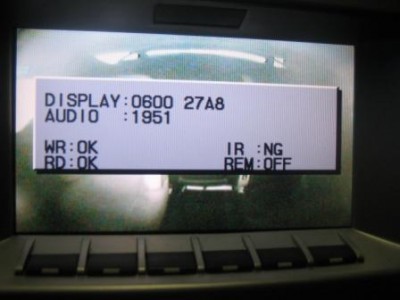 DISPLAY:0600 27A8
AUDIO :1951
WR:OK IR :NG
RD:OK REM:OFF